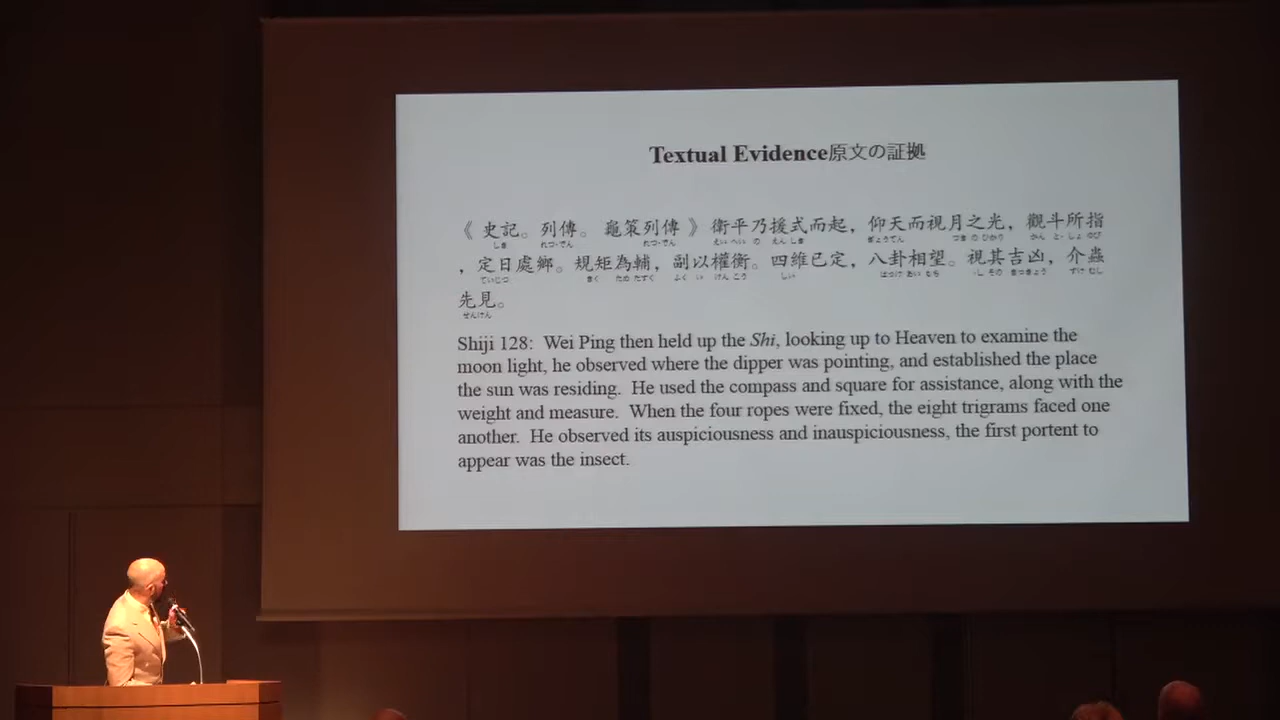 Textual Evidence原文の証拠
《 史記。列傳。 龜策列傳 》 衛平乃援式而起，仰天而視月之光，觀斗所指
，定日處鄉。規矩為輔，副以權衡。四維已定，八卦相望。視其吉凶，介蟲
先見。
せんけん
Shiji 128: Wei Ping then held up the Shi, looking up to Heaven to examine the
moon light, he observed where the dipper was pointing, and established the place
the sun was residing. He used the compass and square for assistance, along with the
weight and measure. When the four ropes were fixed, the eight trigrams faced one
another. He observed its auspiciousness and inauspiciousness, the first portent to
appear was the insect.